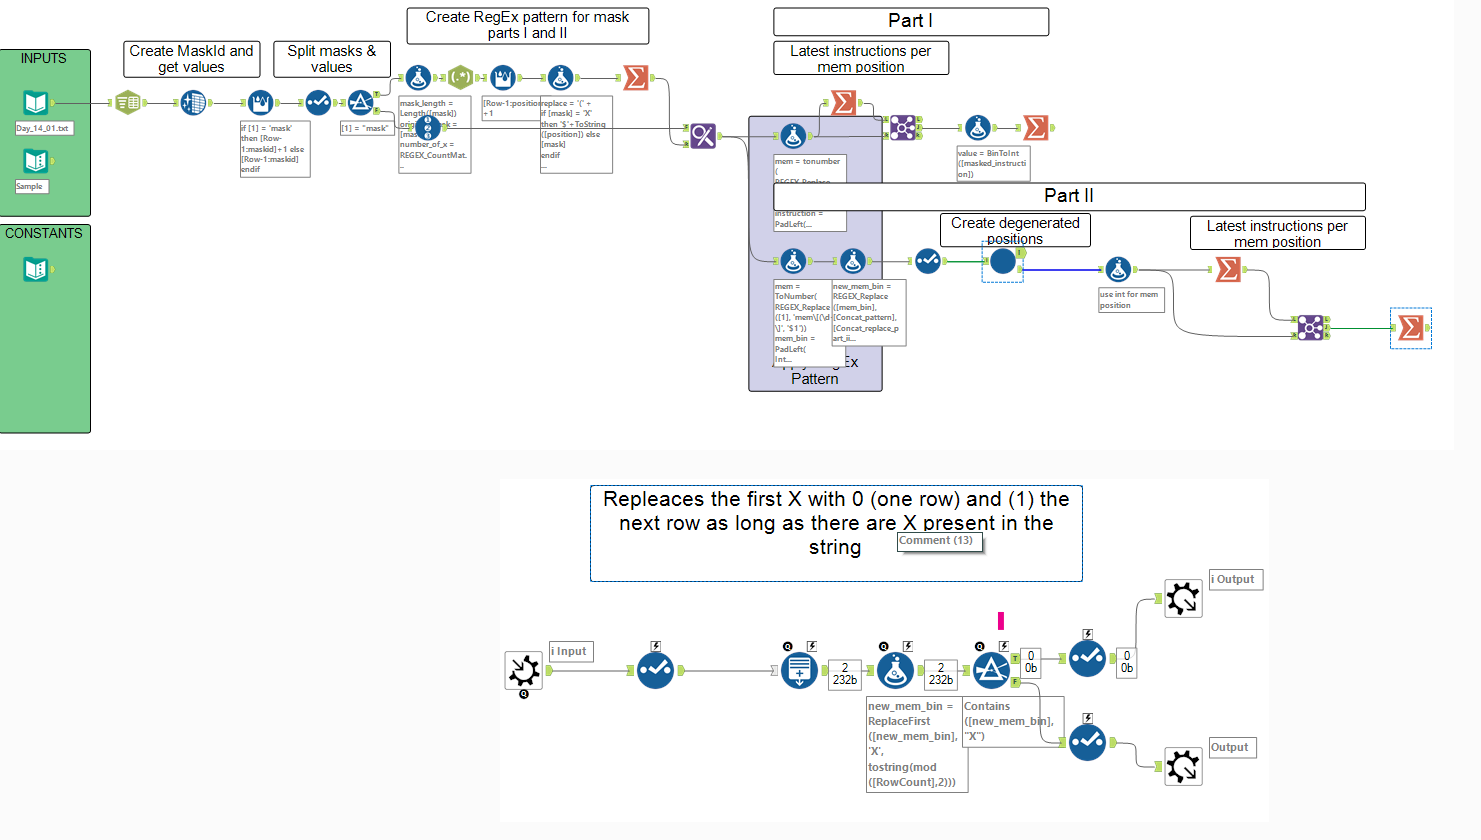 INPUTS
Day_14_01.txt
Sample
CONSTANTS
Create MaskId and
get values
Split masks &
values
Create RegEx pattern for mask
parts I and II
if [1] = 'mask'
then [Row-
1:maskid]+1 else
[Row-1:maskid]
endif
[1] = "mask"
mask_length =
Length([mask])
number_of_x =
REGEX_CountMat.
..
[Row-1:position
+1
replace = '(' +
if [mask] = 'X'
then '$'+ToString
([position]) else
[mask]
endif
...
Part I
Latest instructions per
mem position
mem = tonumber
(
instruction =
PadLeft(...
value = BinToInt
([masked_instructi
on])
Part II
Create degenerated
positions
Latest instructions per
mem position
mem =
ToNumber(
REGEX_Replace
([1], 'mem\[(\d
\]', '$1'))
mem_bin =
PadLeft(
Int...
new_mem_bin =
REGEX_Replace
([mem_bin],
[Concat_pattern],
[Concat_replace_p
art_ii...
Pattern
use int for mem
position
Repleaces the first X with 0 (one row) and (1) the
next row as long as there are X present in the
string
Comment (13)
i Input
2
232b
new_mem_bin =
ReplaceFirst
([new_mem_bin],
'X',
tostring(mod
([RowCount],2)))
2
232b
Contains
([new_mem_bin],
"X")
T
F
0
0b
0
0b
i Output
Output